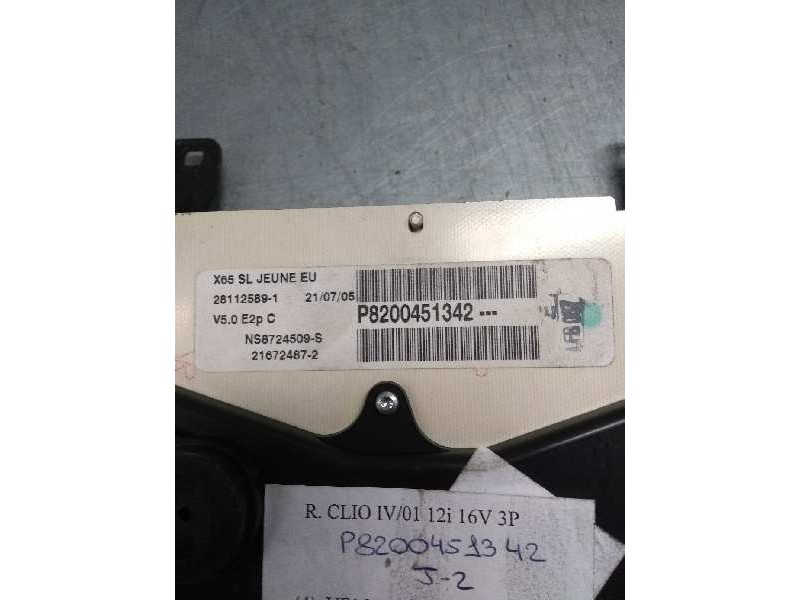 X65 SL JEUNE EU
28112589-1 21/07/05
V5.0 E2p C
NS8724509-S
21672487-2
P8200451342---
R. CLIO IV/01 12i 16V 3P
P8200451342
J-2